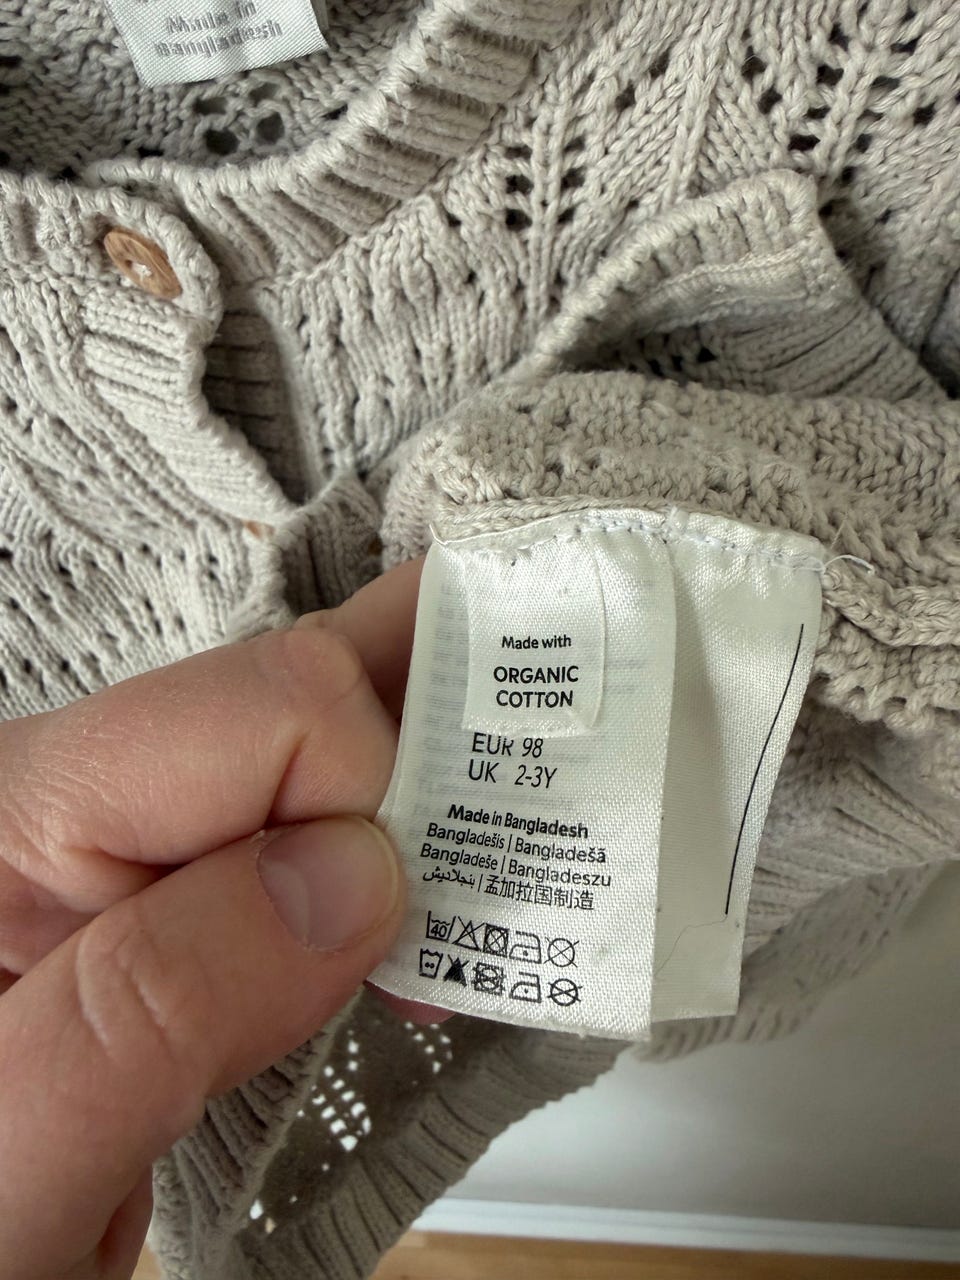 Made in
Bangladesh
Made with
ORGANIC
COTTON
EUR 98
UK 2-3Y
Made in Bangladesh
Bangladešis | Bangladešā
Bangladeše | Bangladeszu
بنجلاديش | 孟加拉国制造
40